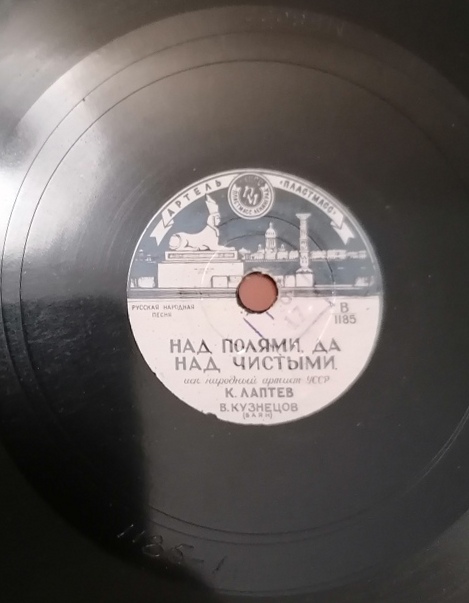 АРТЕЛЬ "ПЛАСТМАСС"
РУССКАЯ НАРОДНАЯ
ПЕСНЯ
В
1185
НАД ПОЛЯМИ, ДА
НАД ЧИСТЫМИ.
исп. народный артист УССР
К. ЛАПТЕВ
В. КУЗНЕЦОВ
(БАЯН)
1185-1